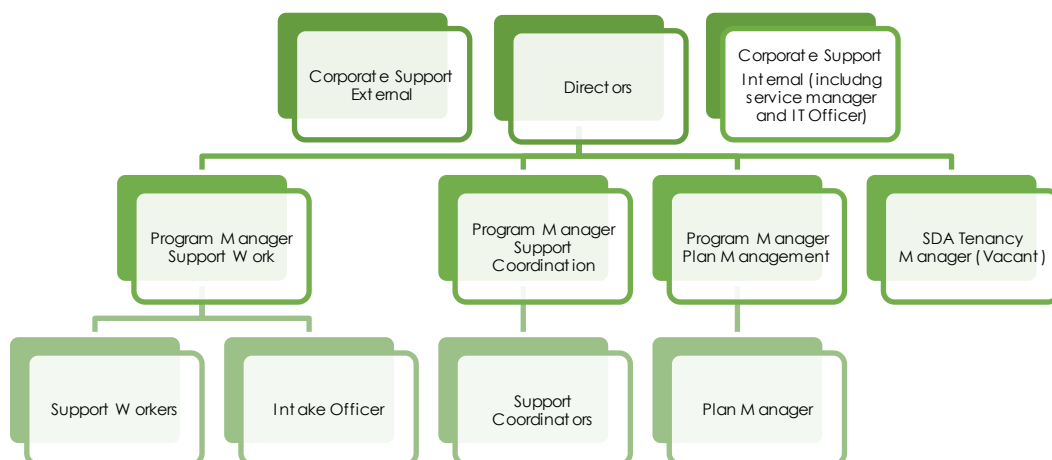 Corporate Support
External
Directors
Corporate Support
Internal (includng
service manager
and IT Officer)
Program Manager
Support Work
Program Manager
Support
Coordination
Program Manager
Plan Management
SDA Tenancy
Manager (Vacant)
Support Workers
Intake Officer
Support
Coordinators
Plan Manager